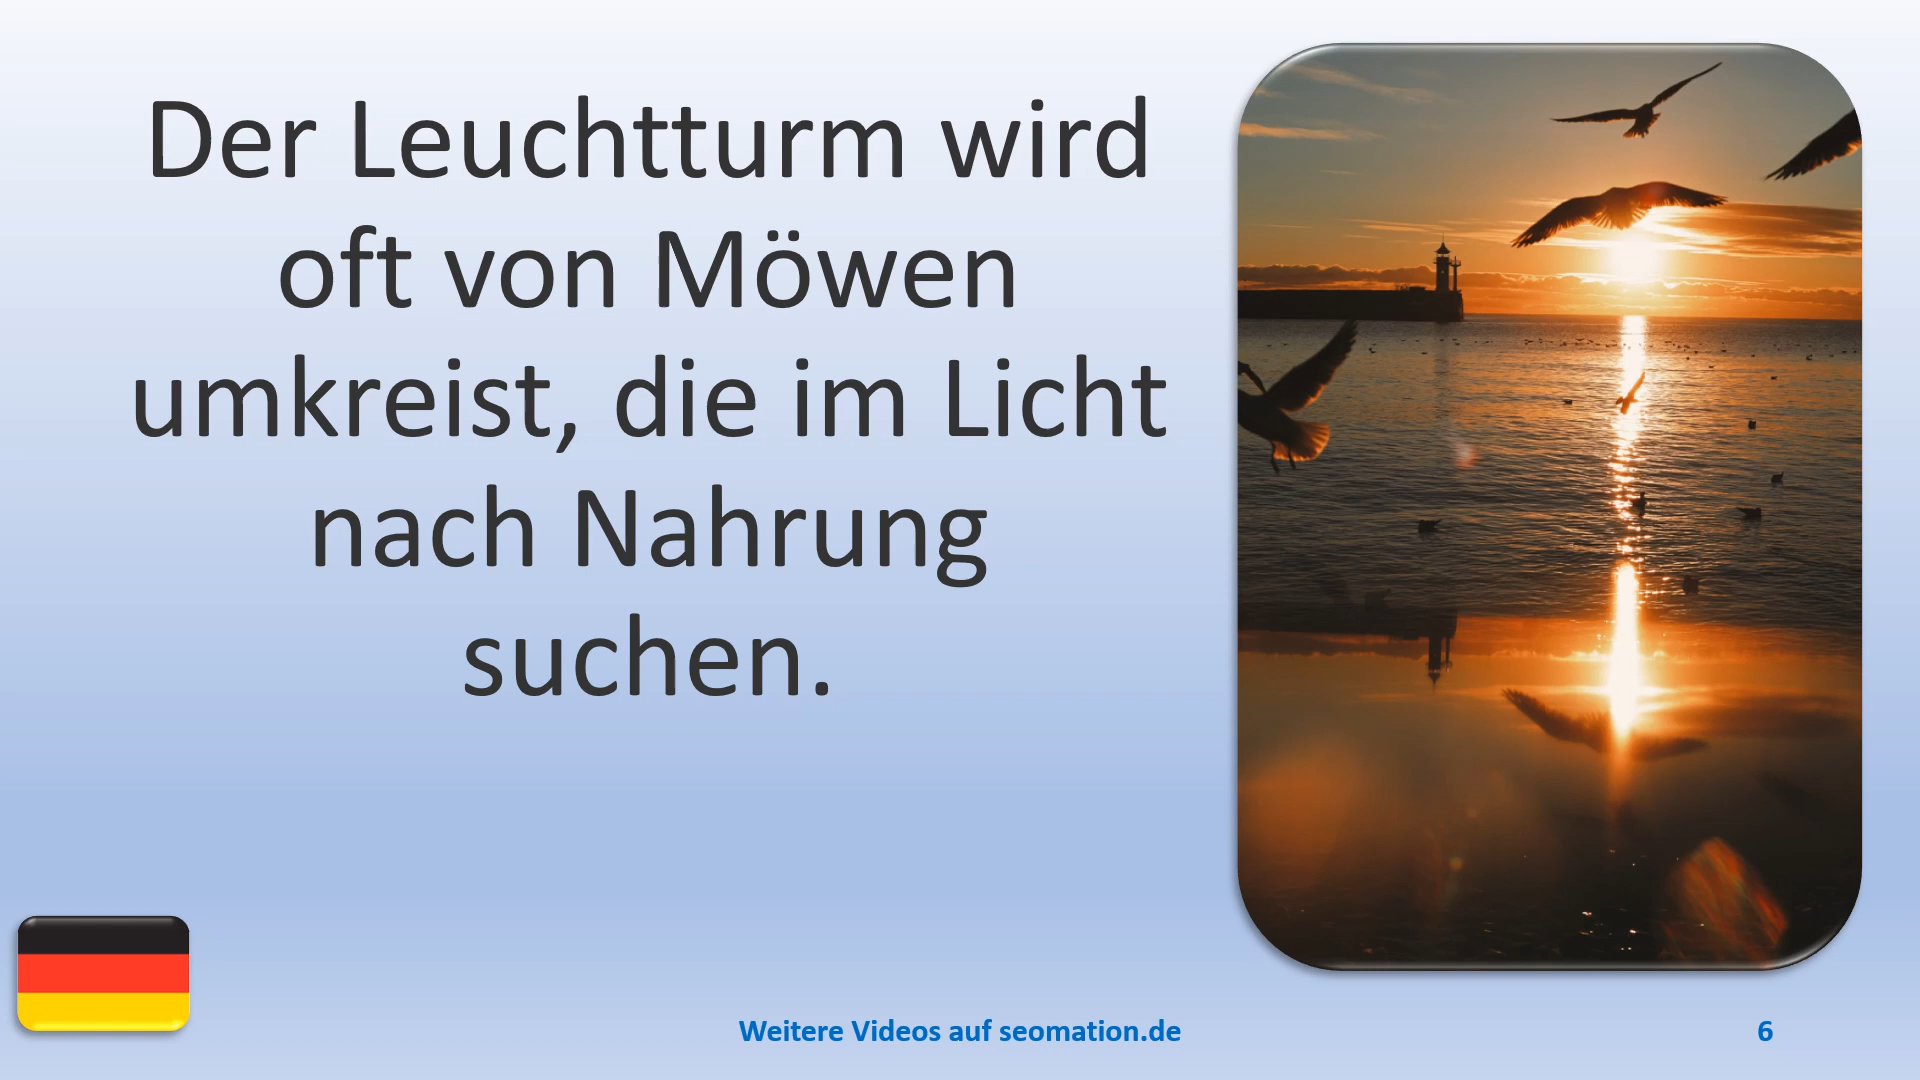 Der Leuchtturm wird
oft von Möwen
umkreist, die im Licht
nach Nahrung
suchen.
Weitere Videos auf seomation.de
6